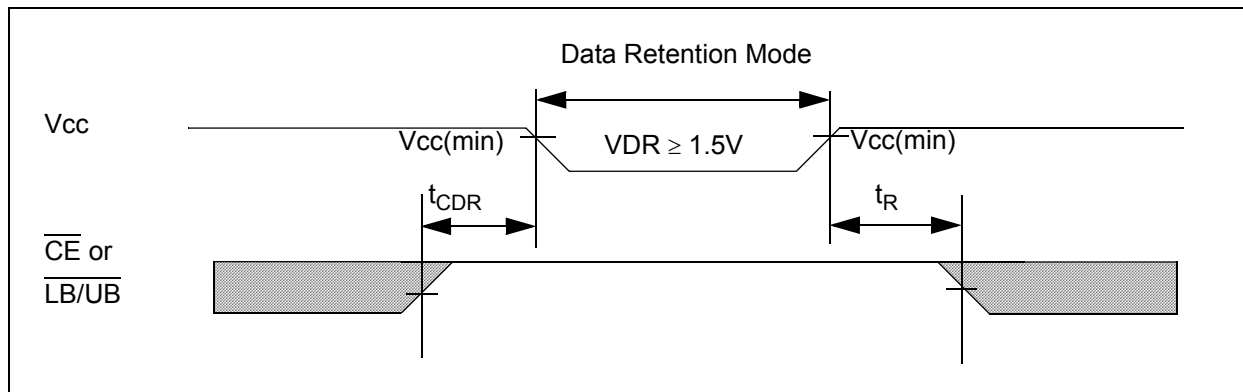 Data Retention Mode
Vcc
Vcc(min)
VDR ≥ 1.5V
Vcc(min)
tCDR
tR
CE or
LB/UB